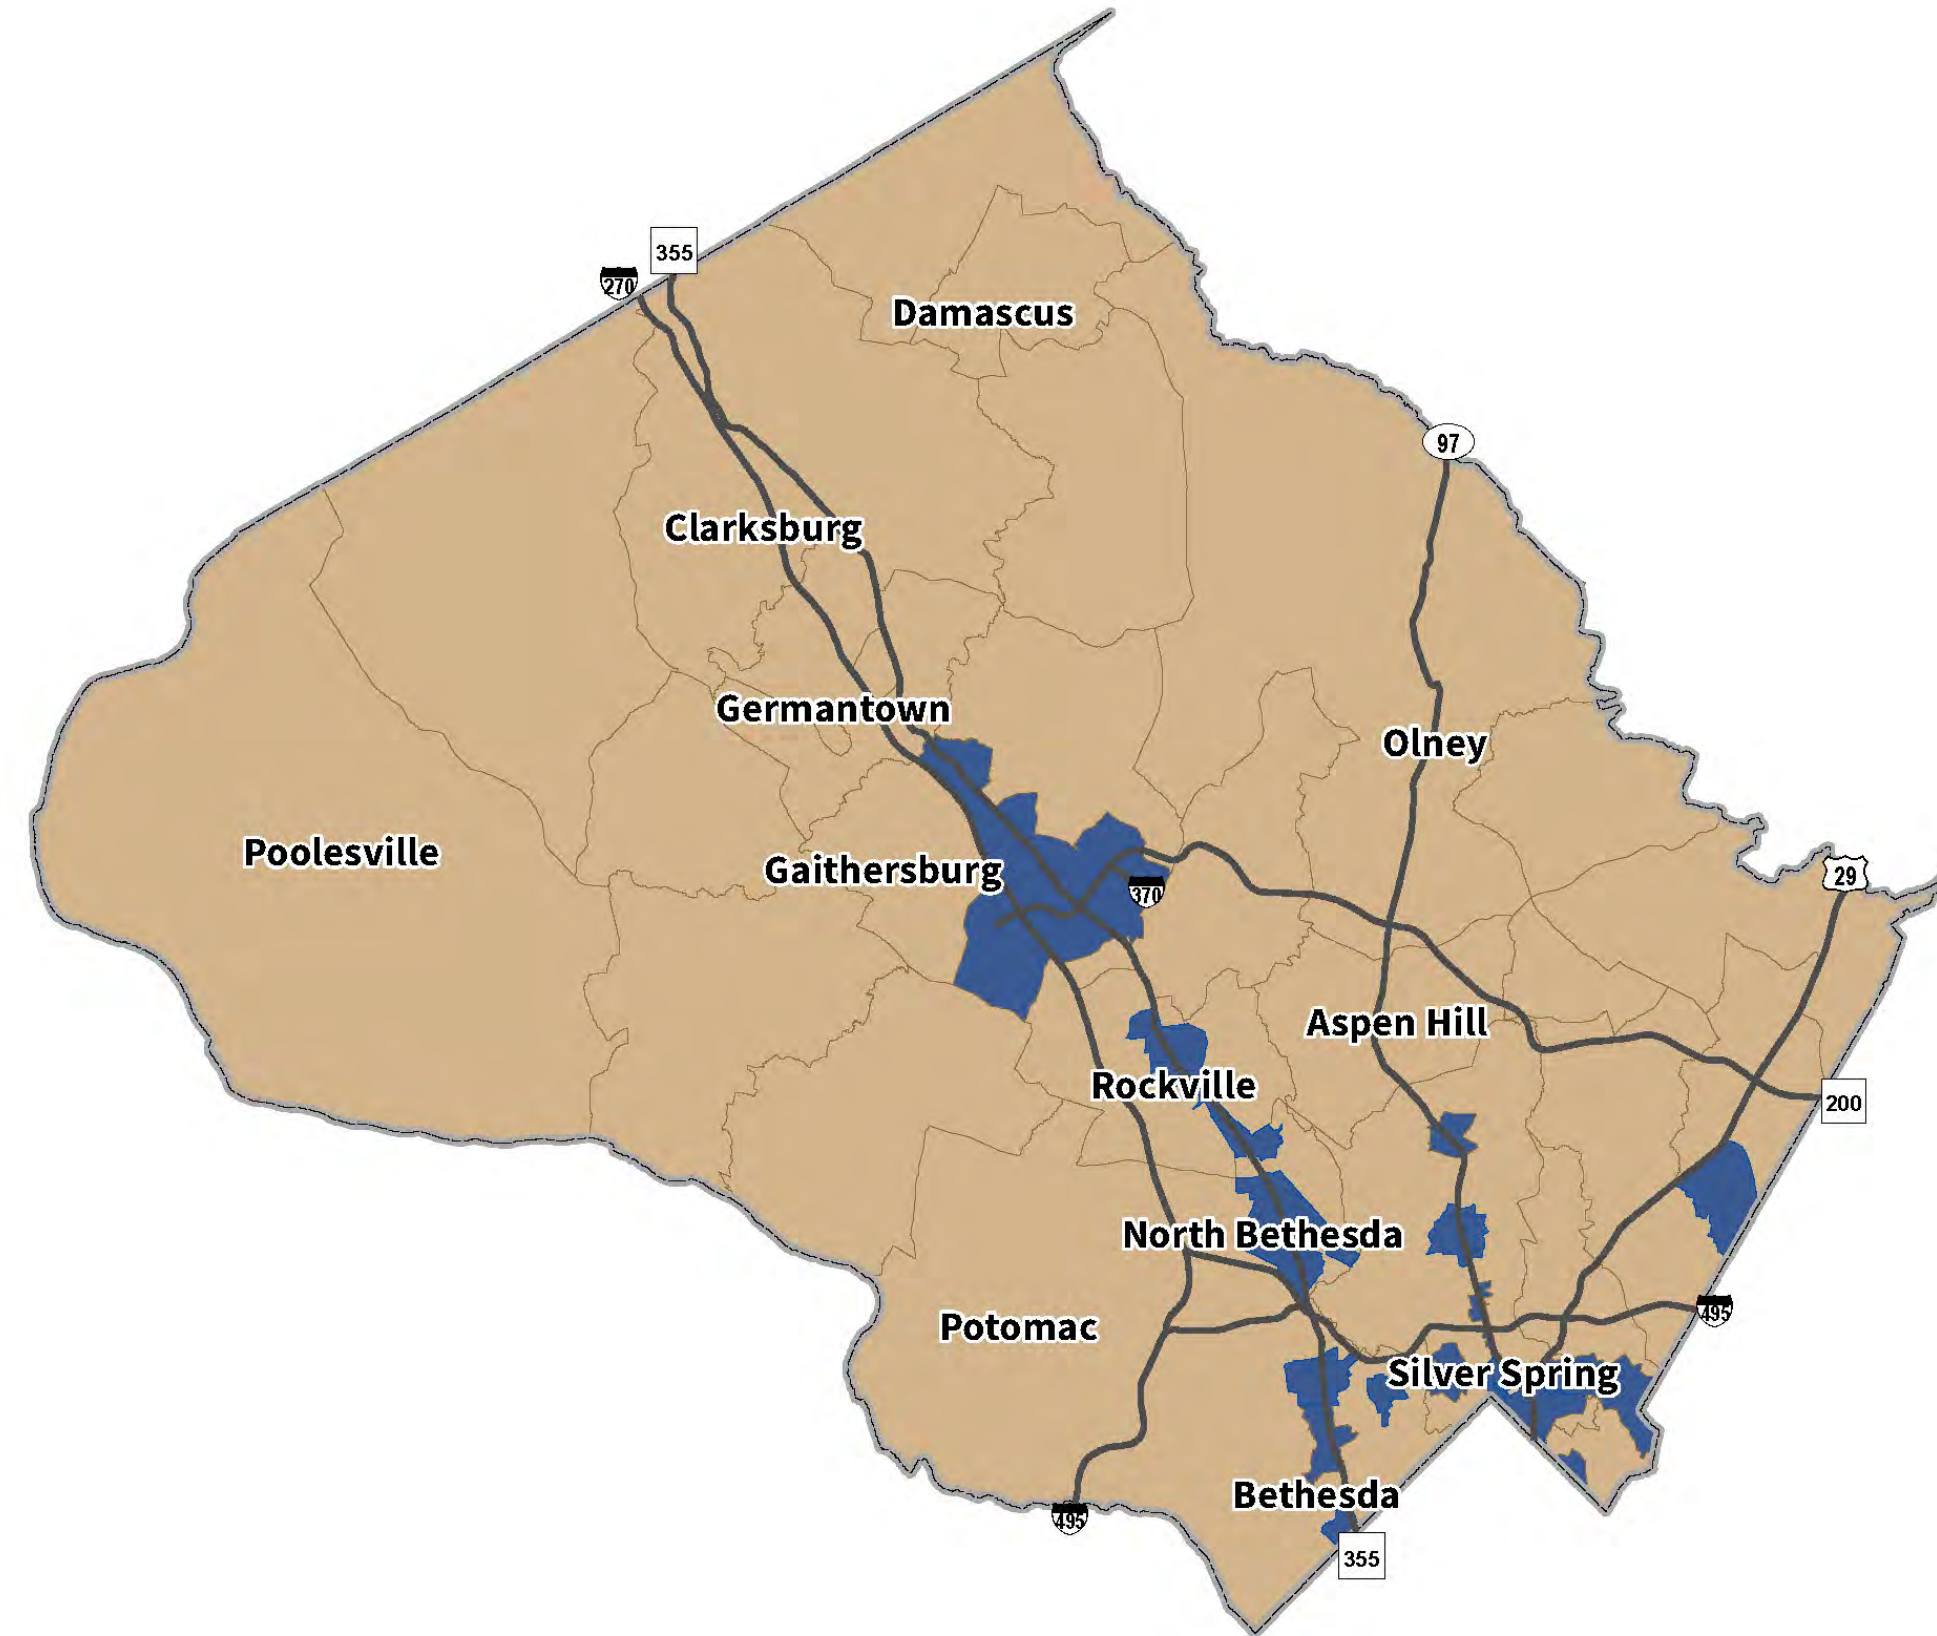 355
270
Damascus
97
Clarksburg
Germantown
Olney
Poolesville
Gaithersburg
370
29
Aspen Hill
Rockville
200
North Bethesda
495
Potomac
Silver Spring
Bethesda
495
355